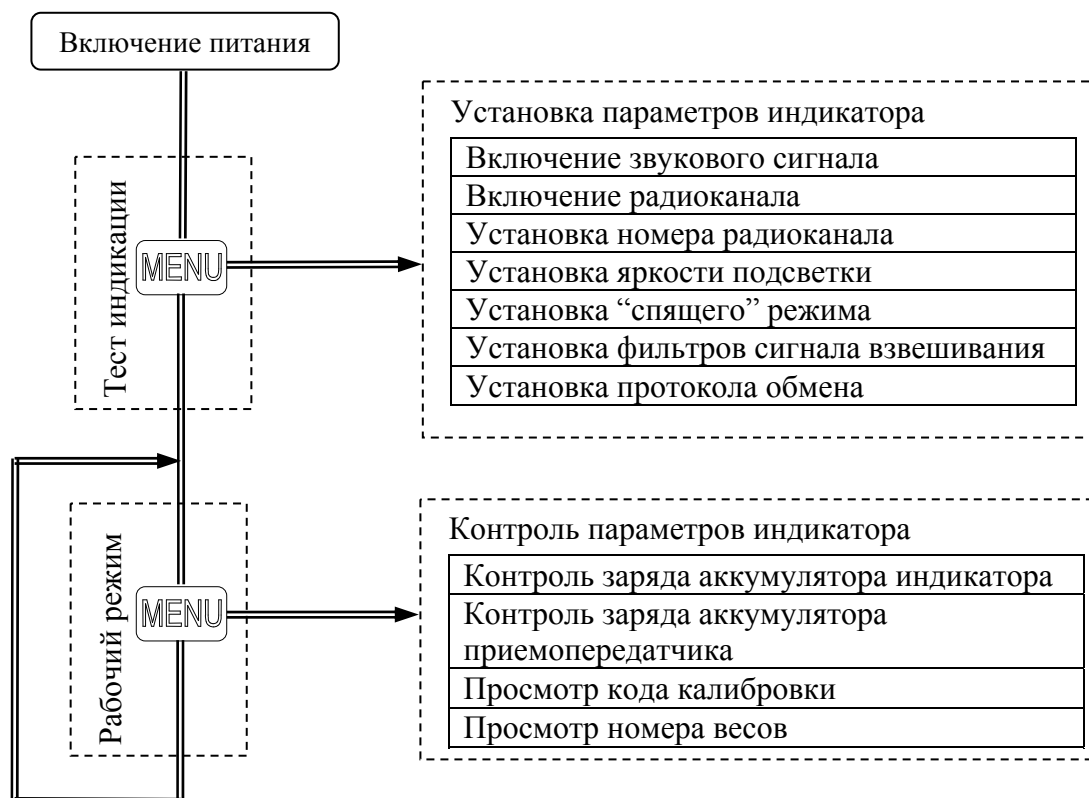 Включение питания
Тест индикации
MENU
Установка параметров индикатора
Включение звукового сигнала
Включение радиоканала
Установка номера радиоканала
Установка яркости подсветки
Установка “спящего” режима
Установка фильтров сигнала взвешивания
Установка протокола обмена
Рабочий режим
MENU
Контроль параметров индикатора
Контроль заряда аккумулятора индикатора
Контроль заряда аккумулятора
приемопередатчика
Просмотр кода калибровки
Просмотр номера весов